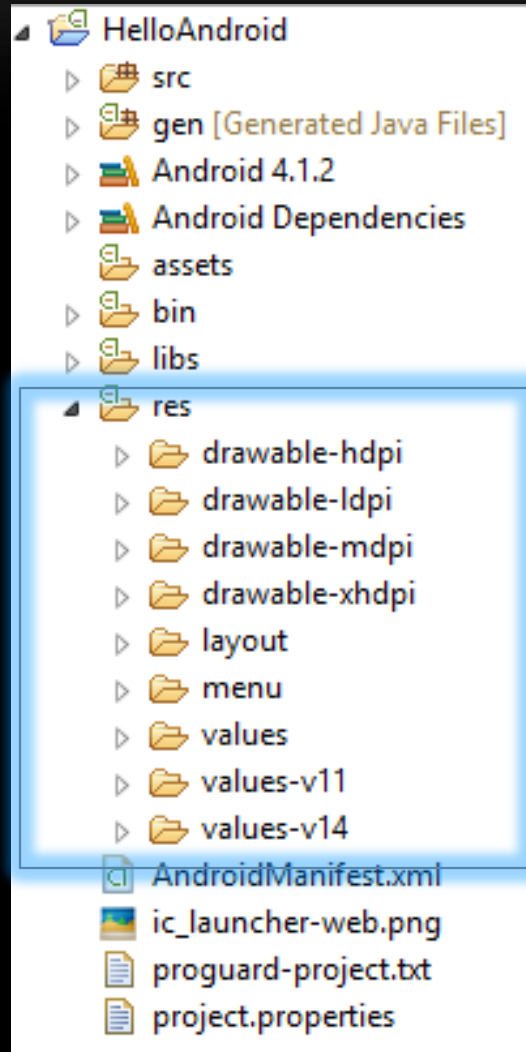 HelloAndroid
src
gen [Generated Java Files]
Android 4.1.2
Android Dependencies
assets
bin
libs
res
drawable-hdpi
drawable-ldpi
drawable-mdpi
drawable-xhdpi
layout
menu
values
values-v11
values-v14
AndroidManifest.xml
ic_launcher-web.png
proguard-project.txt
project.properties